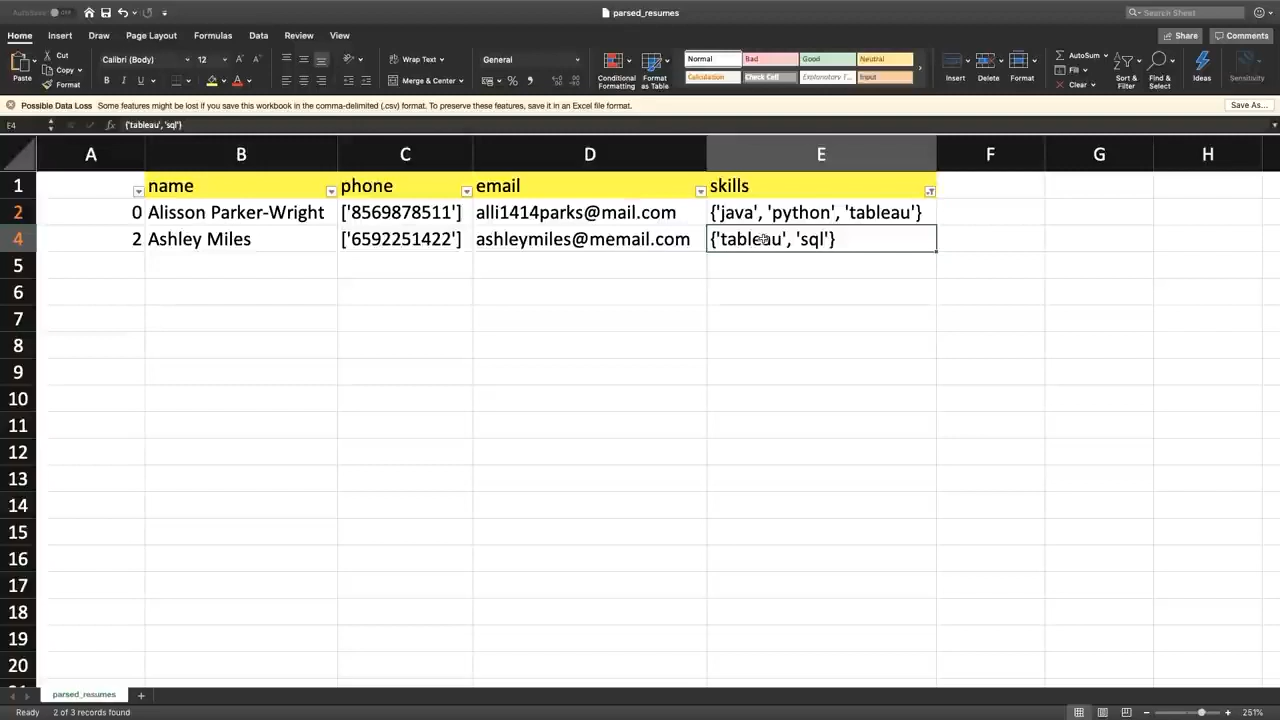 AutoSave OFF
parsed_resumes
Search Sheet
Home Insert Draw Page Layout Formulas Data Review View
Share Comments
Paste
Cut
Copy
Format
Calibri (Body) 12
B I U
Wrap Text
Merge & Center
General
Conditional Formatting
Format as Table
Normal Bad Good Neutral
Calculation Check Cell Explanatory T... Input
Insert Delete Format
AutoSum
Fill
Clear
Sort & Filter
Find & Select
Ideas
Sensitivity
Possible Data Loss Some features might be lost if you save this workbook in the comma-delimited (.csv) format. To preserve these features, save it in an Excel file format.
Save As...
E4 fx {'tableau', 'sql'}
A B C D E F G H
1 name phone email skills
2 0 Alisson Parker-Wright ['8569878511'] alli1414parks@mail.com {'java', 'python', 'tableau'}
4 2 Ashley Miles ['6592251422'] ashleymiles@memail.com {'tableau', 'sql'}
5
6
7
8
9
10
11
12
13
14
15
16
17
18
19
20
parsed_resumes
Ready 2 of 3 records found
251%